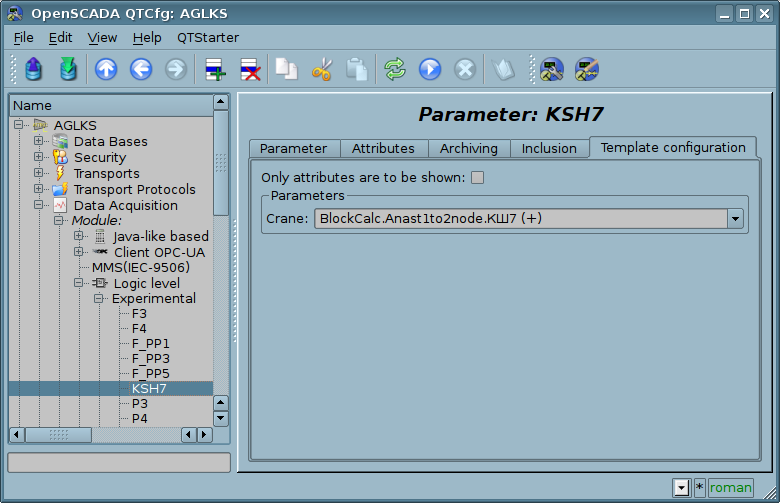 OpenSCADA QTCfg: AGLKS
File Edit View Help QTStarter
Name
AGLKS
Data Bases
Security
Transports
Transport Protocols
Data Acquisition
Module:
Java-like based
Client OPC-UA
MMS(IEC-9506)
Logic level
Experimental
F3
F4
F_PP1
F_PP3
F_PP5
KSH7
P3
P4
Parameter: KSH7
Parameter Attributes Archiving Inclusion Template configuration
Only attributes are to be shown:
Parameters
Crane: BlockCalc.Anast1to2node.КШ7 (+)
* roman